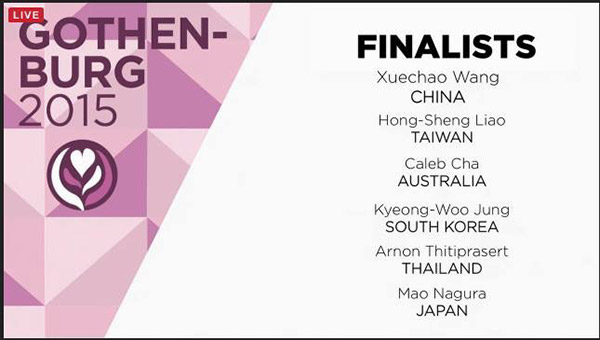 LIVE
GOTHEN-
BURG
2015
FINALISTS
Xuechao Wang
CHINA
Hong-Sheng Liao
TAIWAN
Caleb Cha
AUSTRALIA
Kyeong-Woo Jung
SOUTH KOREA
Arnon Thitiprasert
THAILAND
Mao Nagura
JAPAN